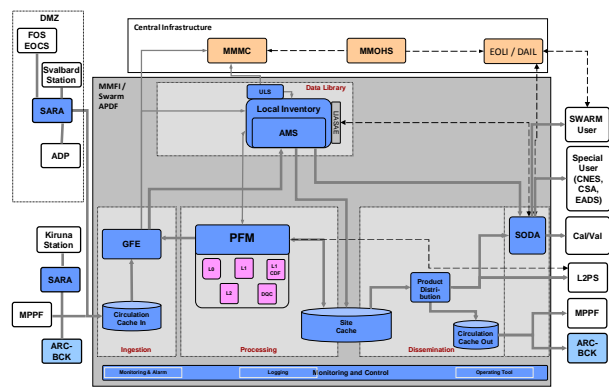 DMZ
FOS
EOCS
Svalbard
Station
SARA
ADP
Kiruna
Station
SARA
MPPF
ARC-
BCK
Central Infrastructure
MMMC
MMOHS
EOLI / DAIL
MMFI /
Swarm
APDF
ULS
Data Library
Local Inventory
AMS
UASAE
GFE
PFM
L0
L1
L1
CDF
L2
DQC
Circulation
Cache In
Ingestion
Processing
Site
Cache
Product
Distri-
bution
Circulation
Cache Out
Dissemination
SODA
SWARM
User
Special
User
(CNES,
CSA,
EADS)
Cal/Val
L2PS
MPPF
ARC-
BCK
Monitoring & Alarm
Logging
Monitoring and Control
Operating Tool